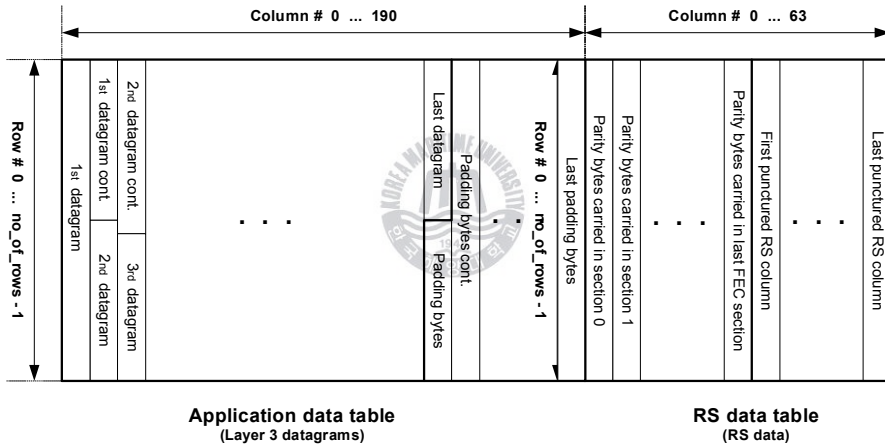 Column # 0 ... 190
Column # 0 ... 63
Row # 0 ... no_of_rows - 1
1st datagram
1st datagram cont.
2nd datagram
2nd datagram cont.
3rd datagram
. . .
Last datagram
Padding bytes
Padding bytes cont.
. . .
Row # 0 ... no_of_rows - 1
Last padding bytes
Parity bytes carried in section 0
Parity bytes carried in section 1
. . .
Parity bytes carried in last FEC section
First punctured RS column
. . .
Last punctured RS column
KOREA MARITIME UNIVERSITY
Application data table
(Layer 3 datagrams)
RS data table
(RS data)